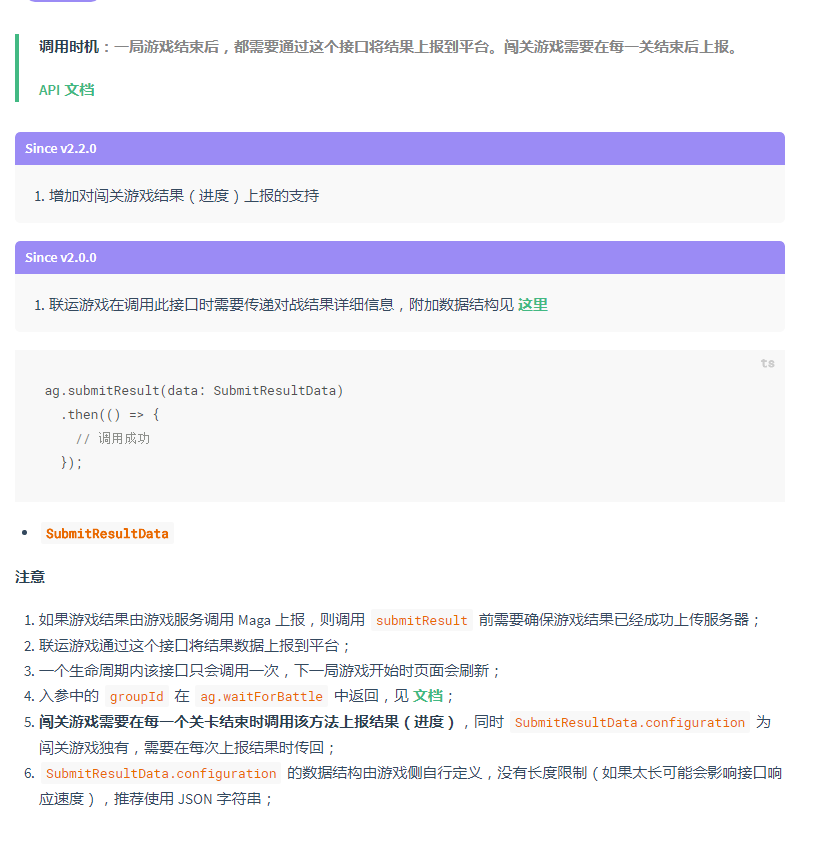 调用时机：一局游戏结束后，都需要通过这个接口将结果上报到平台。闯关游戏需要在每一关结束后上报。
API 文档
Since v2.2.0
1. 增加对闯关游戏结果（进度）上报的支持
Since v2.0.0
1. 联运游戏在调用此接口时需要传递对战结果详细信息，附加数据结构见 这里
ts
ag.submitResult(data: SubmitResultData)
.then(() => {
// 调用成功
});
• SubmitResultData
注意
1. 如果游戏结果由游戏服务调用 Maga 上报，则调用 submitResult 前需要确保游戏结果已经成功上传服务器；
2. 联运游戏通过这个接口将结果数据上报到平台；
3. 一个生命周期内该接口只会调用一次，下一局游戏开始时页面会刷新；
4. 入参中的 groupId 在 ag.waitForBattle 中返回，见 文档；
5. 闯关游戏需要在每一个关卡结束时调用该方法上报结果（进度），同时 SubmitResultData.configuration 为
闯关游戏独有，需要在每次上报结果时传回；
6. SubmitResultData.configuration 的数据结构由游戏侧自行定义，没有长度限制（如果太长可能会影响接口响
应速度），推荐使用 JSON 字符串；